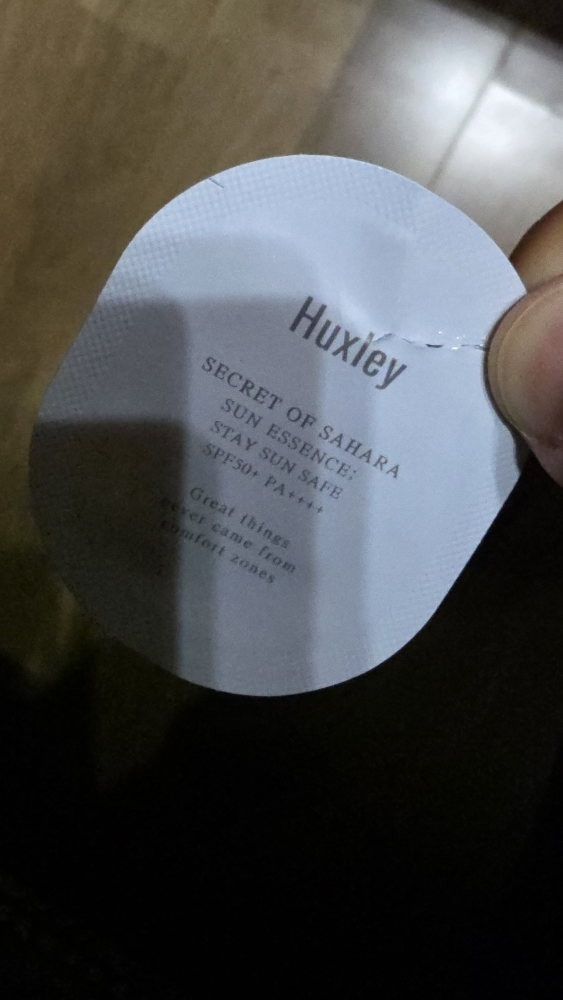 Huxley
SECRET OF SAHARA
SUN ESSENCE;
STAY SUN SAFE
SPF50+ PA++++
Great things
never came from
comfort zones